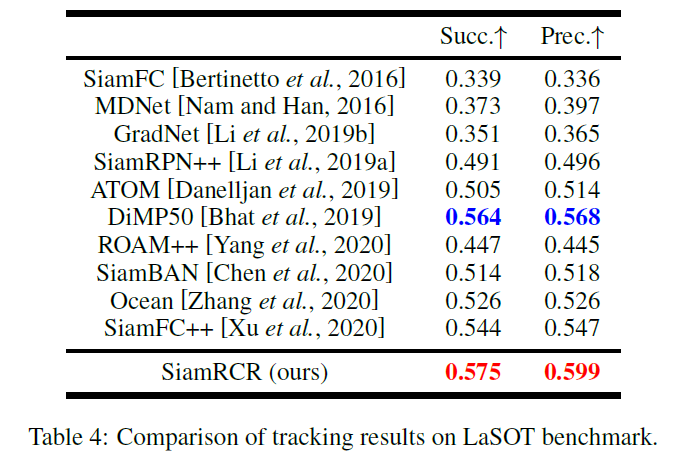 Succ.↑ Prec.↑
SiamFC [Bertinetto et al., 2016] 0.339 0.336
MDNet [Nam and Han, 2016] 0.373 0.397
GradNet [Li et al., 2019b] 0.351 0.365
SiamRPN++ [Li et al., 2019a] 0.491 0.496
ATOM [Danelljan et al., 2019] 0.505 0.514
DiMP50 [Bhat et al., 2019] 0.564 0.568
ROAM++ [Yang et al., 2020] 0.447 0.445
SiamBAN [Chen et al., 2020] 0.514 0.518
Ocean [Zhang et al., 2020] 0.526 0.526
SiamFC++ [Xu et al., 2020] 0.544 0.547
SiamRCR (ours) 0.575 0.599
Table 4: Comparison of tracking results on LaSOT benchmark.